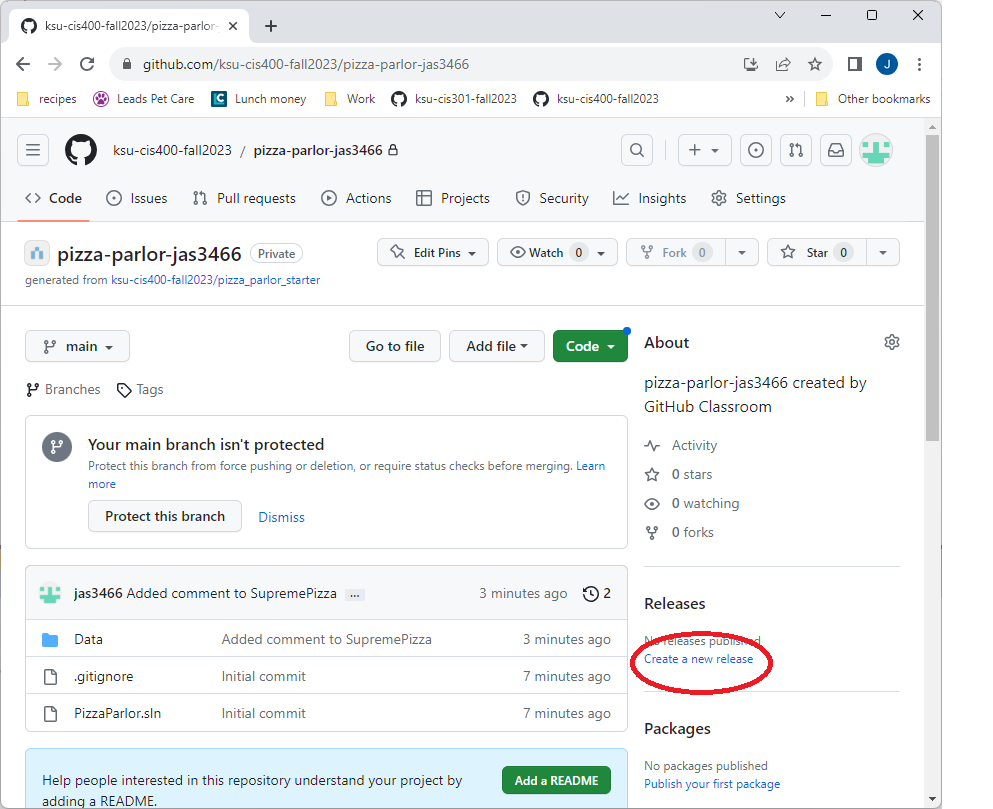 ksu-cis400-fall2023/pizza-parlor-
github.com/ksu-cis400-fall2023/pizza-parlor-jas3466
J
recipes Leads Pet Care Lunch money Work ksu-cis301-fall2023 ksu-cis400-fall2023 » Other bookmarks
ksu-cis400-fall2023 / pizza-parlor-jas3466
Code Issues Pull requests Actions Projects Security Insights Settings
pizza-parlor-jas3466 Private Edit Pins Watch 0 Fork 0 Star 0
generated from ksu-cis400-fall2023/pizza_parlor_starter
main Go to file Add file Code
Branches Tags
Your main branch isn't protected
Protect this branch from force pushing or deletion, or require status checks before merging. Learn
more
Protect this branch Dismiss
jas3466 Added comment to SupremePizza ... 3 minutes ago 2
Data Added comment to SupremePizza 3 minutes ago
.gitignore Initial commit 7 minutes ago
PizzaParlor.sln Initial commit 7 minutes ago
Help people interested in this repository understand your project by
adding a README.
Add a README
About
pizza-parlor-jas3466 created by
GitHub Classroom
Activity
0 stars
0 watching
0 forks
Releases
No releases published
Create a new release
Packages
No packages published
Publish your first package